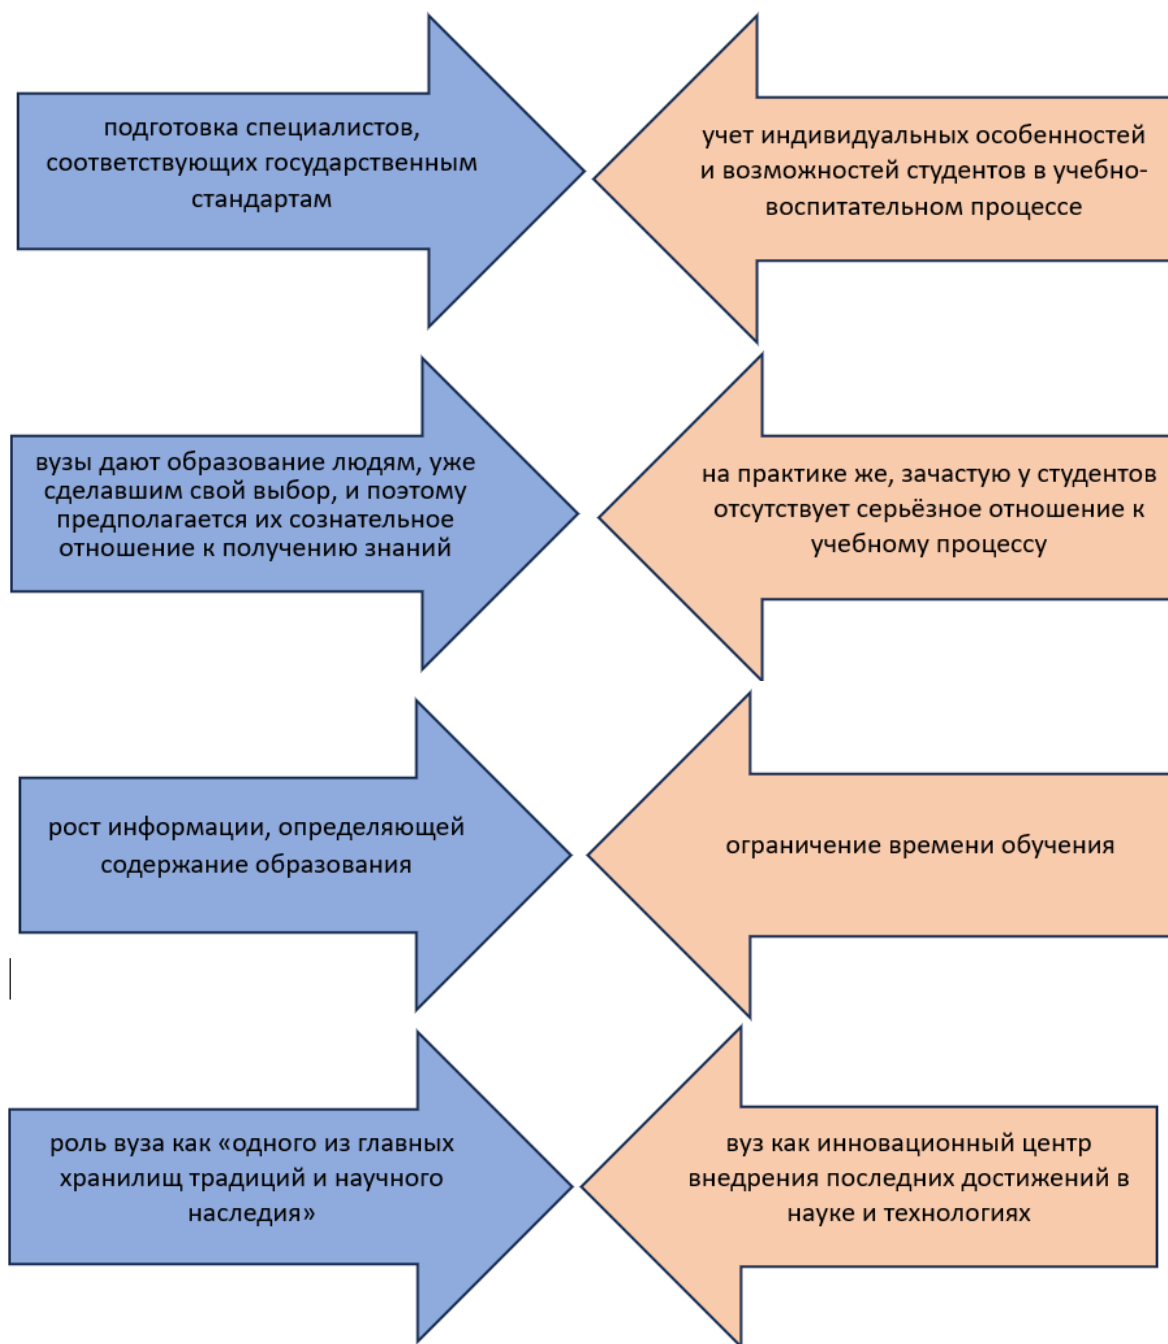 подготовка специалистов,
соответствующих государственным
стандартам
учет индивидуальных особенностей
и возможностей студентов в учебно-
воспитательном процессе
вузы дают образование людям, уже
сделавшим свой выбор, и поэтому
предполагается их сознательное
отношение к получению знаний
на практике же, зачастую у студентов
отсутствует серьёзное отношение к
учебному процессу
рост информации, определяющей
содержание образования
ограничение времени обучения
роль вуза как «одного из главных
хранилищ традиций и научного
наследия»
вуз как инновационный центр
внедрения последних достижений в
науке и технологиях